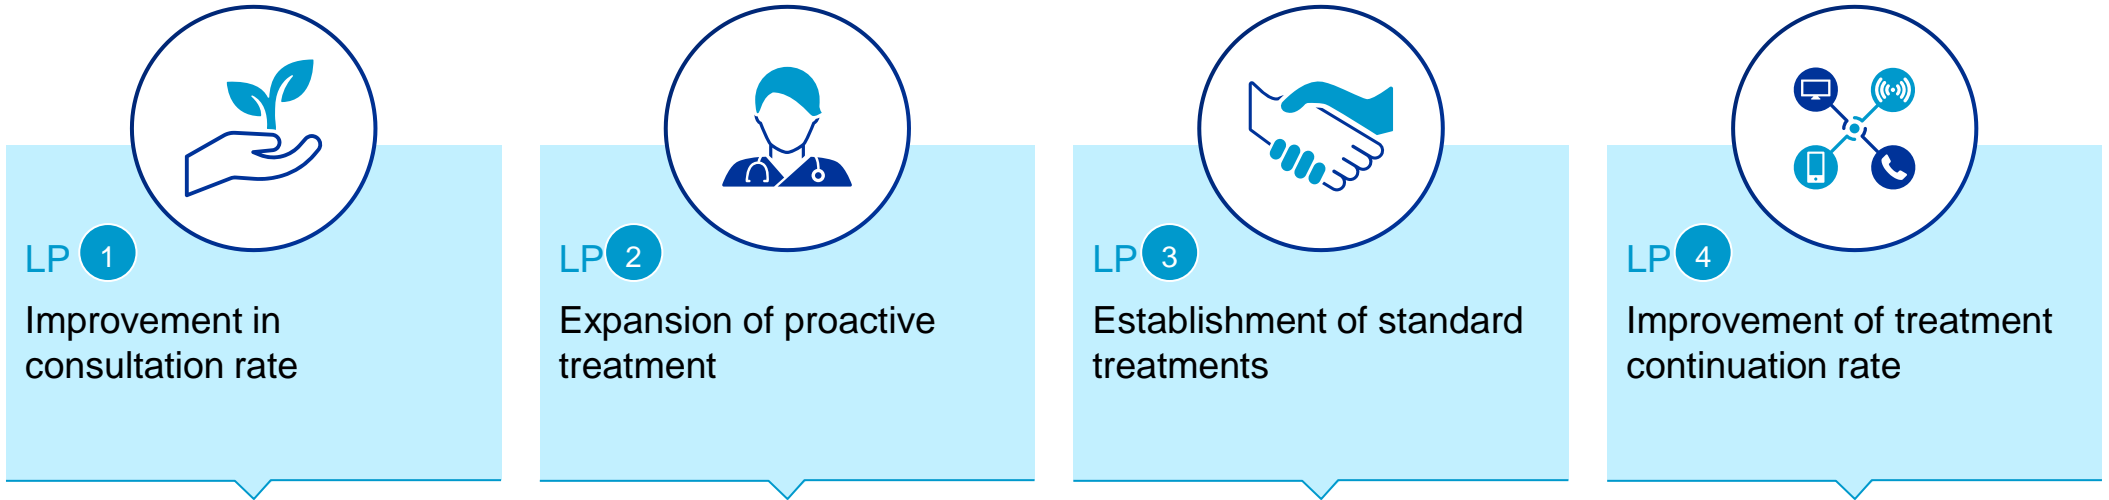 LP 1
Improvement in
consultation rate
LP 2
Expansion of proactive
treatment
LP 3
Establishment of standard
treatments
LP 4
Improvement of treatment
continuation rate